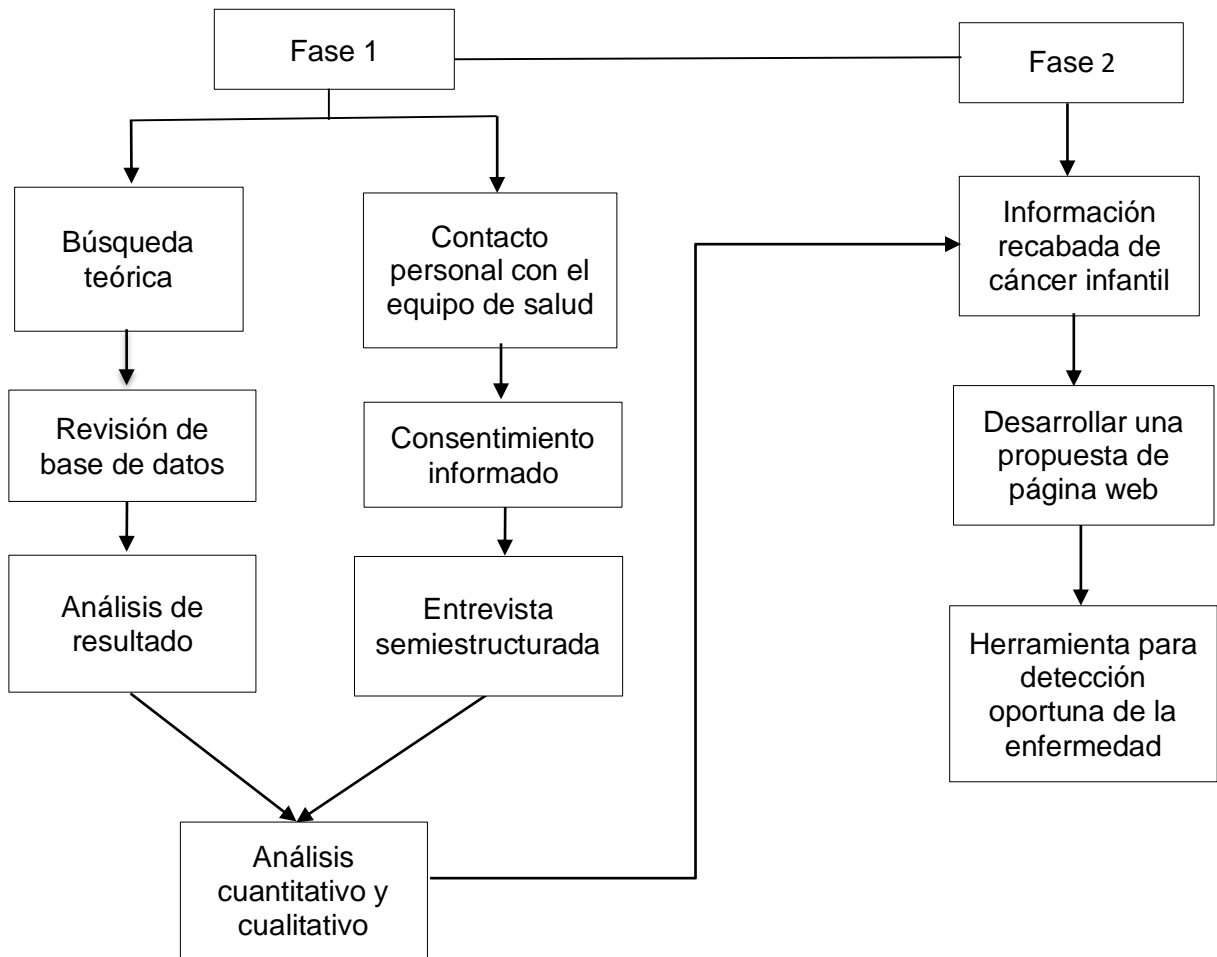 Fase 1
Fase 2
Búsqueda
teórica
Contacto
personal con el
equipo de salud
Información
recabada de
cáncer infantil
Revisión de
base de datos
Consentimiento
informado
Desarrollar una
propuesta de
página web
Análisis de
resultado
Entrevista
semiestructurada
Herramienta para
detección
oportuna de la
enfermedad
Análisis
cuantitativo y
cualitativo